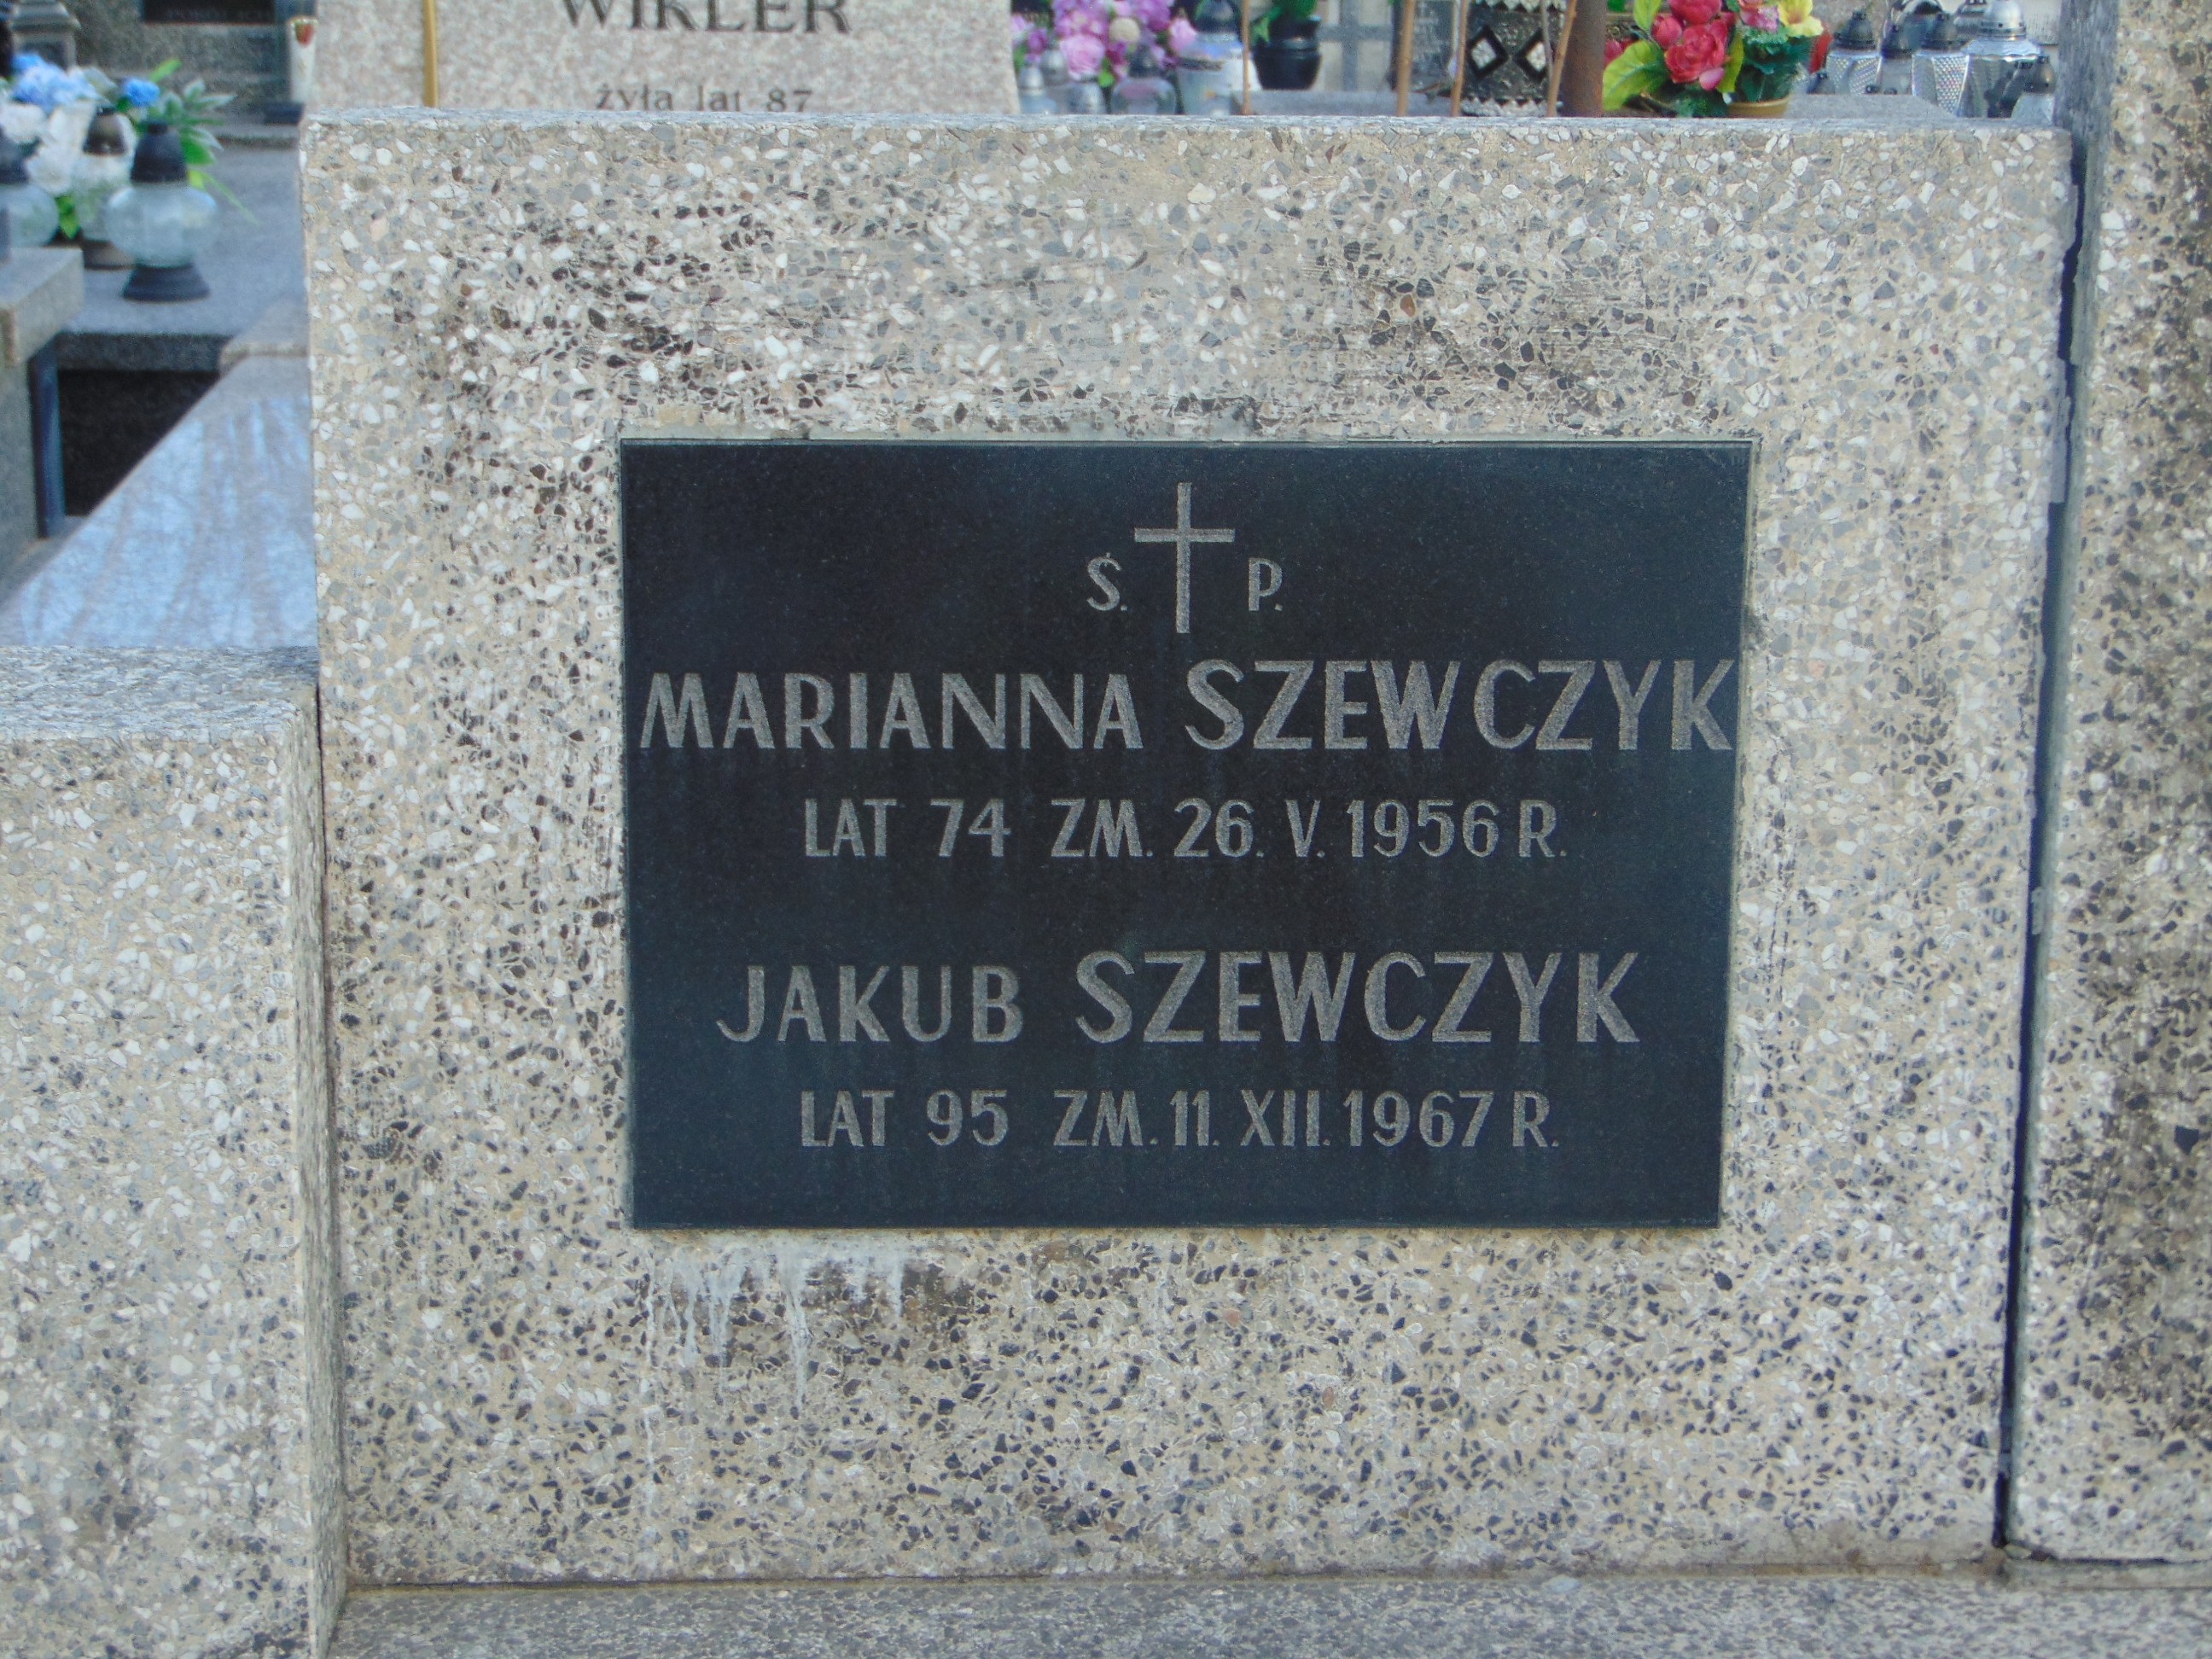 WIKLER
żyła lat 87
Ś. P.
MARIANNA SZEWCZYK
LAT 74 ZM. 26. V. 1956 R.
JAKUB SZEWCZYK
LAT 95 ZM. 11. XII. 1967 R.